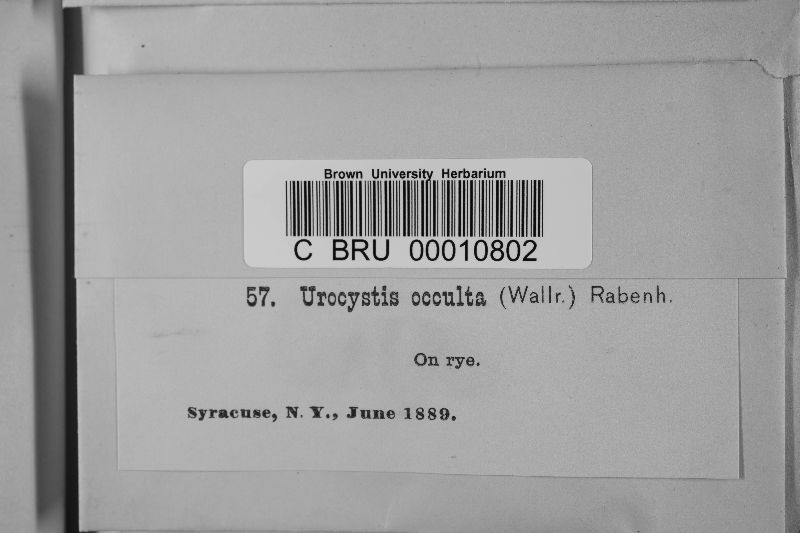 Brown University Herbarium
C BRU 00010802
57. Urocystis occulta (Wallr.) Rabenh.
On rye.
Syracuse, N. Y., June 1889.